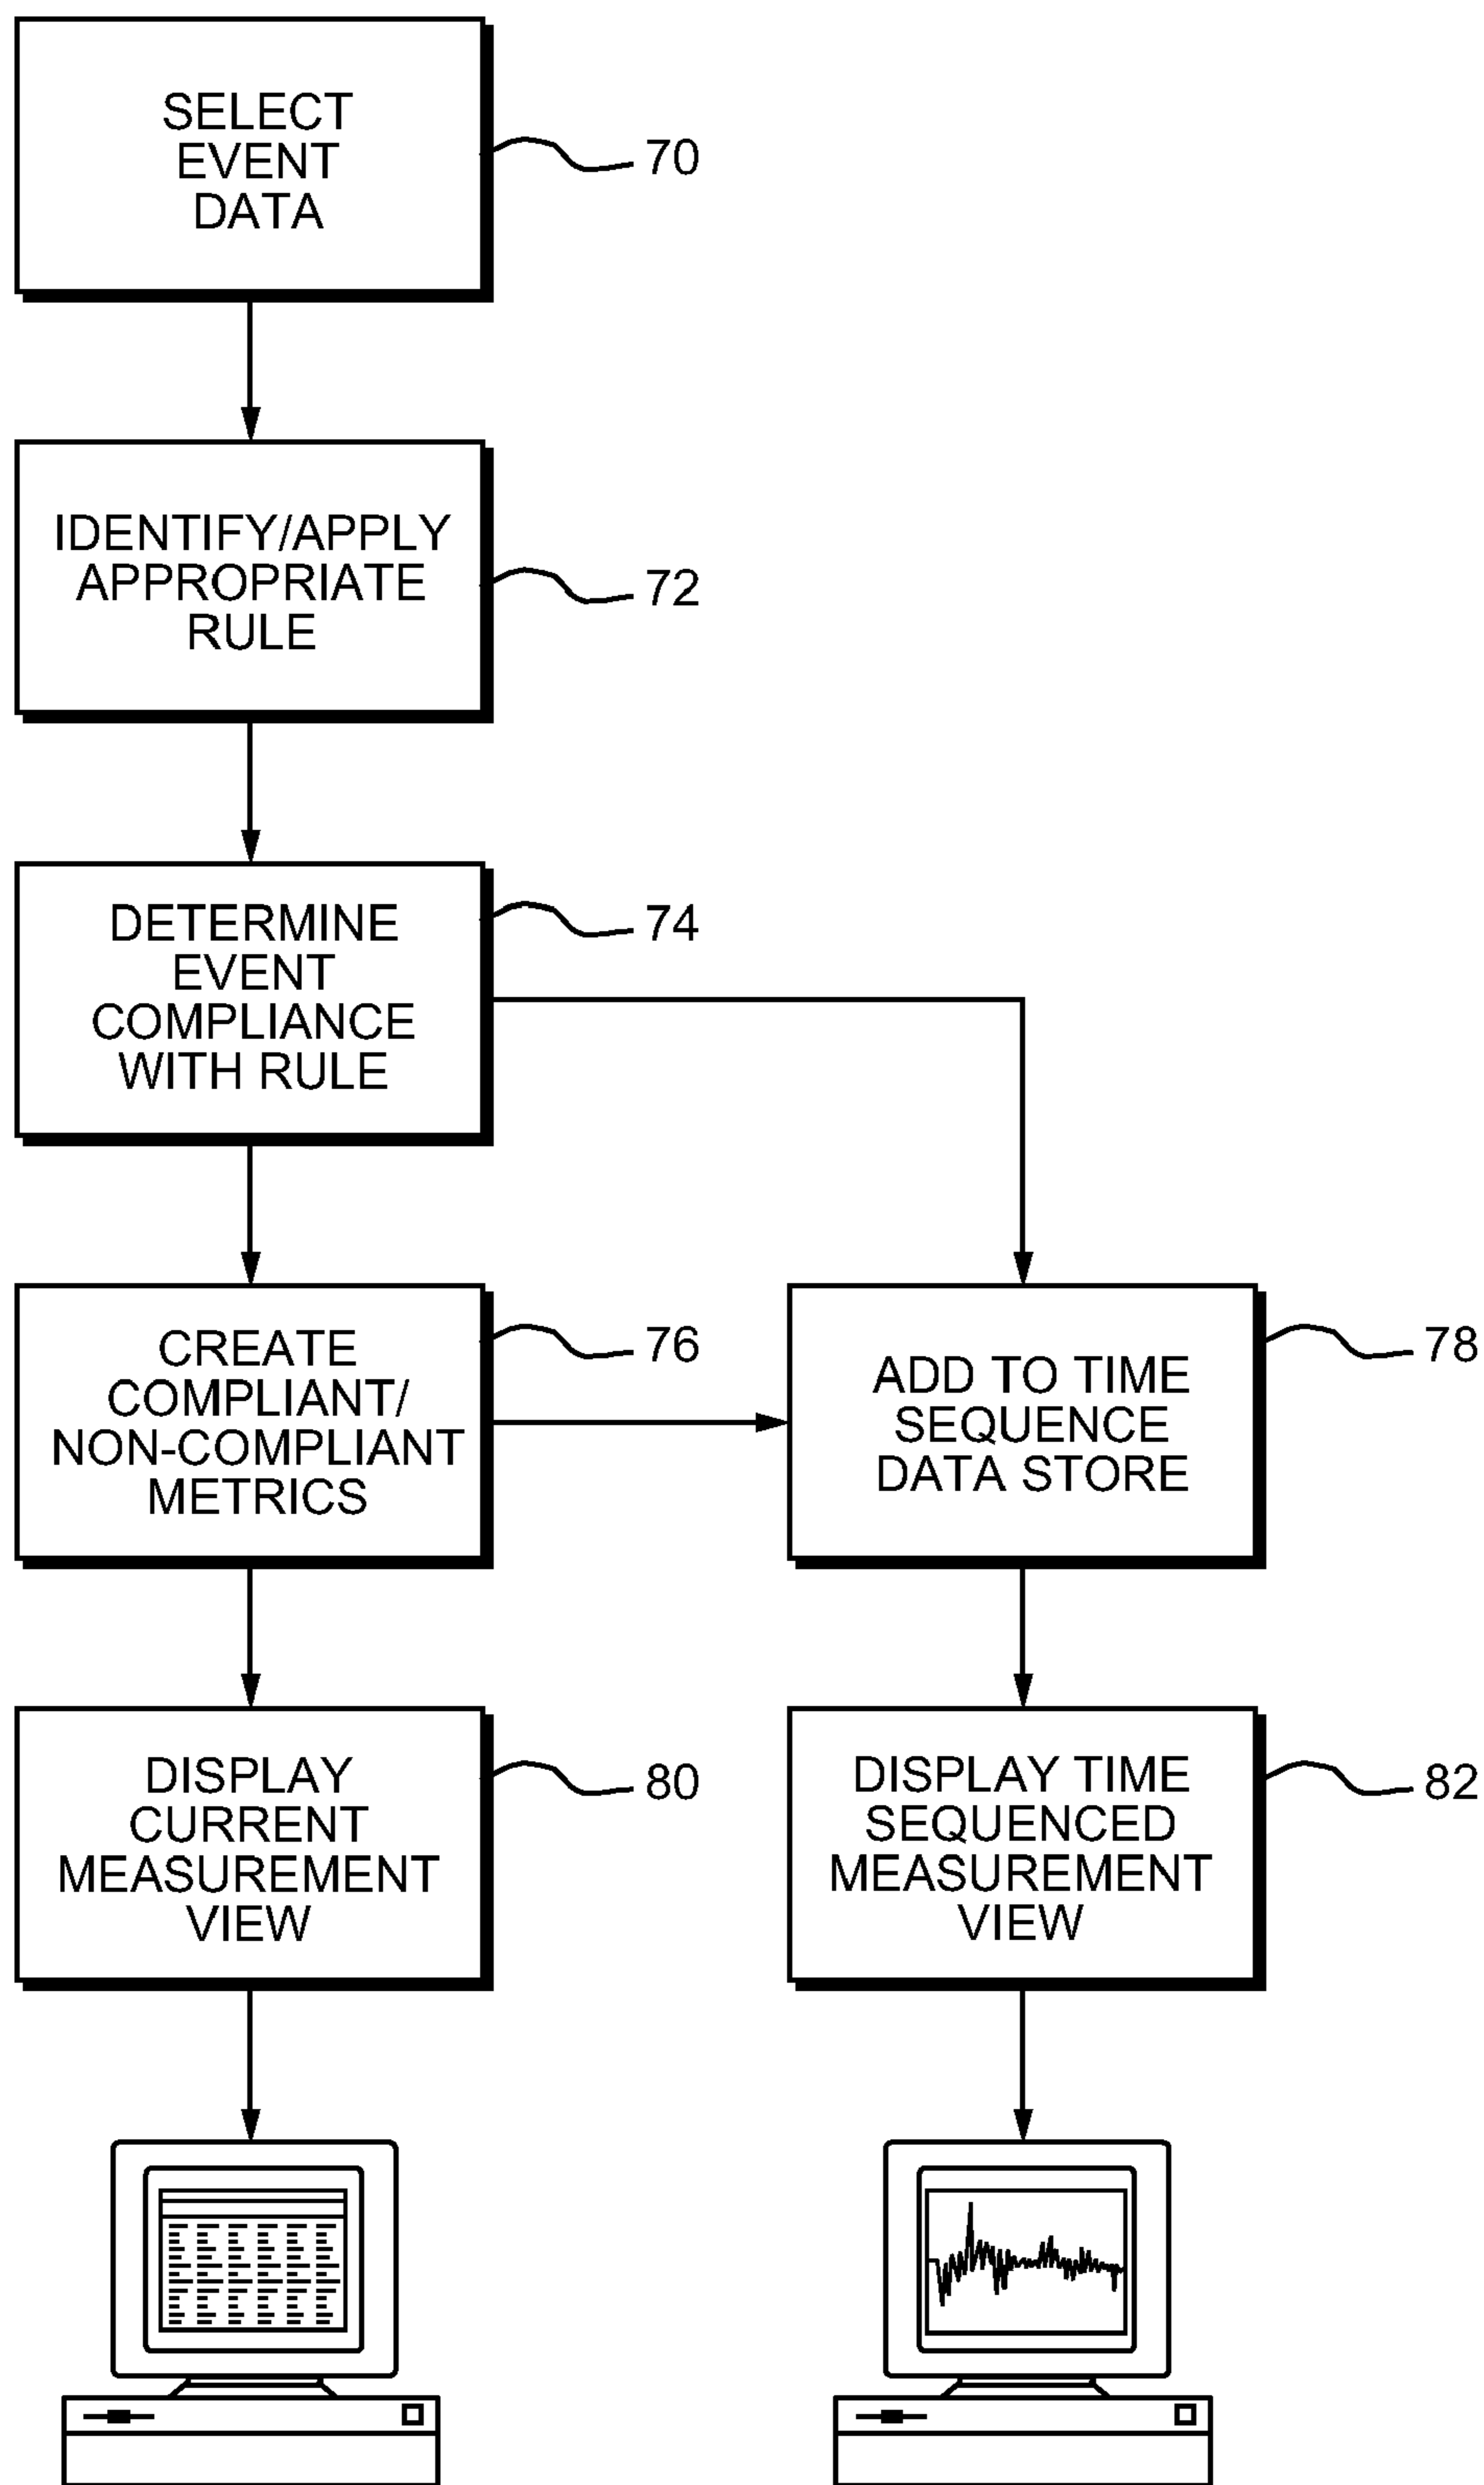 SELECT
EVENT
DATA
70
IDENTIFY/APPLY
APPROPRIATE
RULE
72
DETERMINE
EVENT
COMPLIANCE
WITH RULE
74
CREATE
COMPLIANT/
NON-COMPLIANT
METRICS
76
ADD TO TIME
SEQUENCE
DATA STORE
78
DISPLAY
CURRENT
MEASUREMENT
VIEW
80
DISPLAY TIME
SEQUENCED
MEASUREMENT
VIEW
82